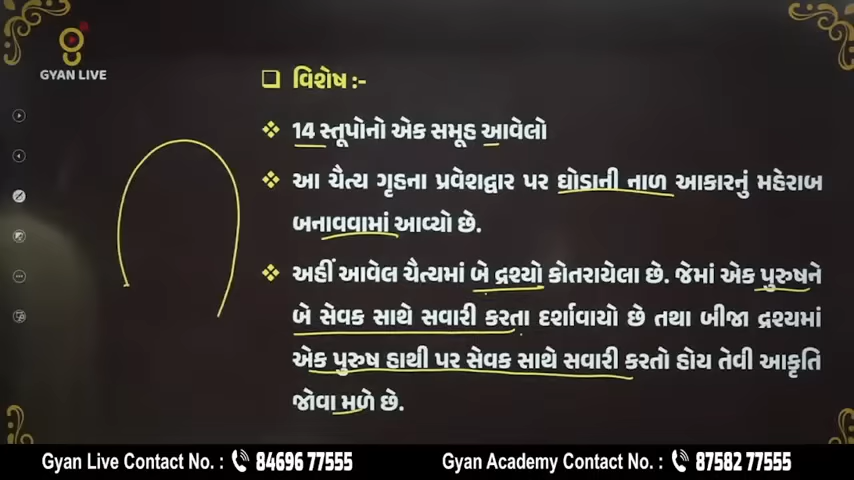 GYAN LIVE
વિશેષ :-
14 સ્તૂપોનો એક સમૂહ આવેલો
આ ચૈત્ય ગૃહના પ્રવેશદ્વાર પર ઘોડાની નાળ આકારનું મહેરાબ
બનાવવામાં આવ્યો છે.
અહીં આવેલ ચૈત્યમાં બે દ્રશ્યો કોતરાયેલા છે. જેમાં એક પુરુષને
બે સેવક સાથે સવારી કરતા દર્શાવાયો છે તથા બીજા દ્રશ્યમાં
એક પુરુષ હાથી પર સેવક સાથે સવારી કરતો હોય તેવી આકૃતિ
જોવા મળે છે.
Gyan Live Contact No. : 84696 77555 Gyan Academy Contact No. : 87582 77555